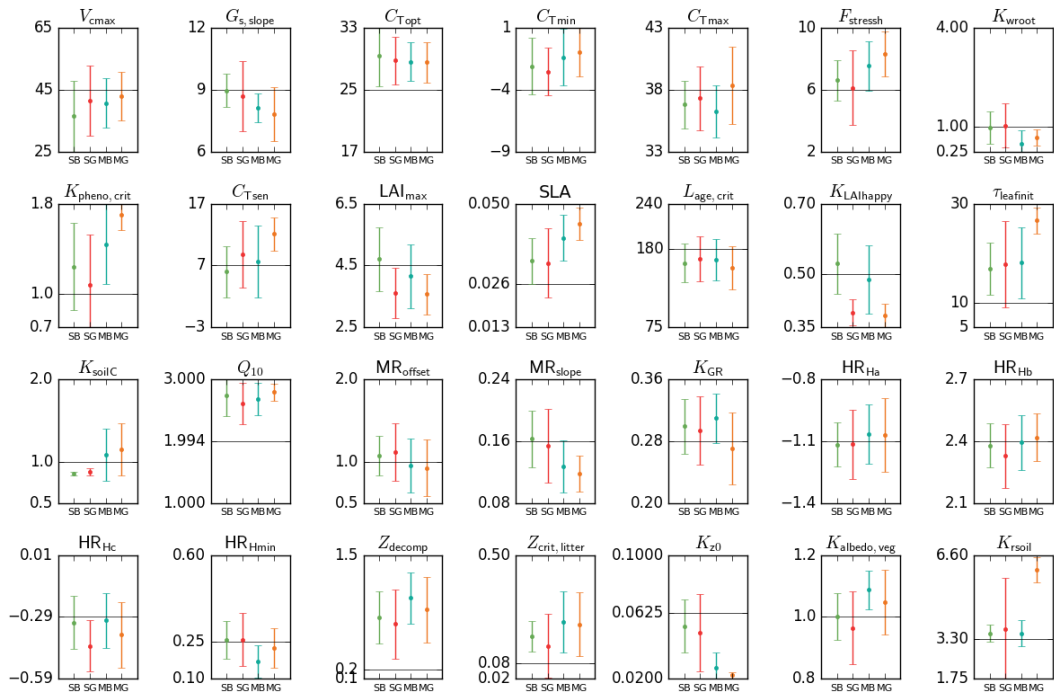 V_cmax G_s, slope C_Topt C_Tmin C_Tmax F_stressh K_wroot
65 12 33 -1 43 10 4.00
45 9 25 -4 38 6 1.00
25 6 17 -9 33 2 0.25
SB SG MB MG SB SG MB MG SB SG MB MG SB SG MB MG SB SG MB MG SB SG MB MG SB SG MB MG
K_pheno, crit C_Tsen LAI_max SLA L_age, crit K_LAIhappy τ_leafinit
1.8 17 6.5 0.050 240 0.70 30
1.0 7 4.5 0.026 180 0.50 10
0.7 −3 2.5 0.013 75 0.35 5
SB SG MB MG SB SG MB MG SB SG MB MG SB SG MB MG SB SG MB MG SB SG MB MG SB SG MB MG
K_soilC Q_10 MR_offset MR_slope K_GR HR_Ha HR_Hb
2.0 3.000 2.0 0.24 0.36 −0.8 2.7
1.0 1.994 1.0 0.16 0.28 −1.1 2.4
0.5 1.000 0.5 0.08 0.20 −1.4 2.1
SB SG MB MG SB SG MB MG SB SG MB MG SB SG MB MG SB SG MB MG SB SG MB MG SB SG MB MG
HR_Hc HR_Hmin Z_decomp Z_crit, litter K_z0 K_albedo, veg K_rsoil
0.01 0.60 1.5 0.50 0.1000 1.2 6.60
−0.29 0.25 0.2 0.08 0.0625 1.0 3.30
−0.59 0.10 0.1 0.02 0.0200 0.8 1.75
SB SG MB MG SB SG MB MG SB SG MB MG SB SG MB MG SB SG MB MG SB SG MB MG SB SG MB MG